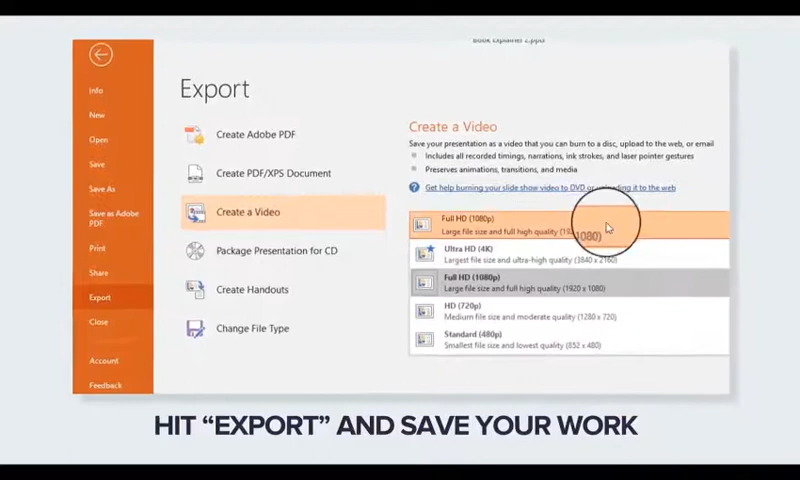 Book Explainer 2.pptx
Info
New
Open
Save
Save As
Save as Adobe
PDF
Print
Share
Export
Close
Account
Feedback
Export
Create Adobe PDF
Create PDF/XPS Document
Create a Video
Package Presentation for CD
Create Handouts
Change File Type
Create a Video
Save your presentation as a video that you can burn to a disc, upload to the web, or email
Includes all recorded timings, narrations, ink strokes, and laser pointer gestures
Preserves animations, transitions, and media
Get help burning your slide show video to DVD or uploading it to the web
Full HD (1080p)
Large file size and full high quality (19 1080)
Ultra HD (4K)
Largest file size and ultra-high quality (3840 x 2160)
Full HD (1080p)
Large file size and full high quality (1920 x 1080)
HD (720p)
Medium file size and moderate quality (1280 x 720)
Standard (480p)
Smallest file size and lowest quality (852 x 480)
HIT “EXPORT” AND SAVE YOUR WORK